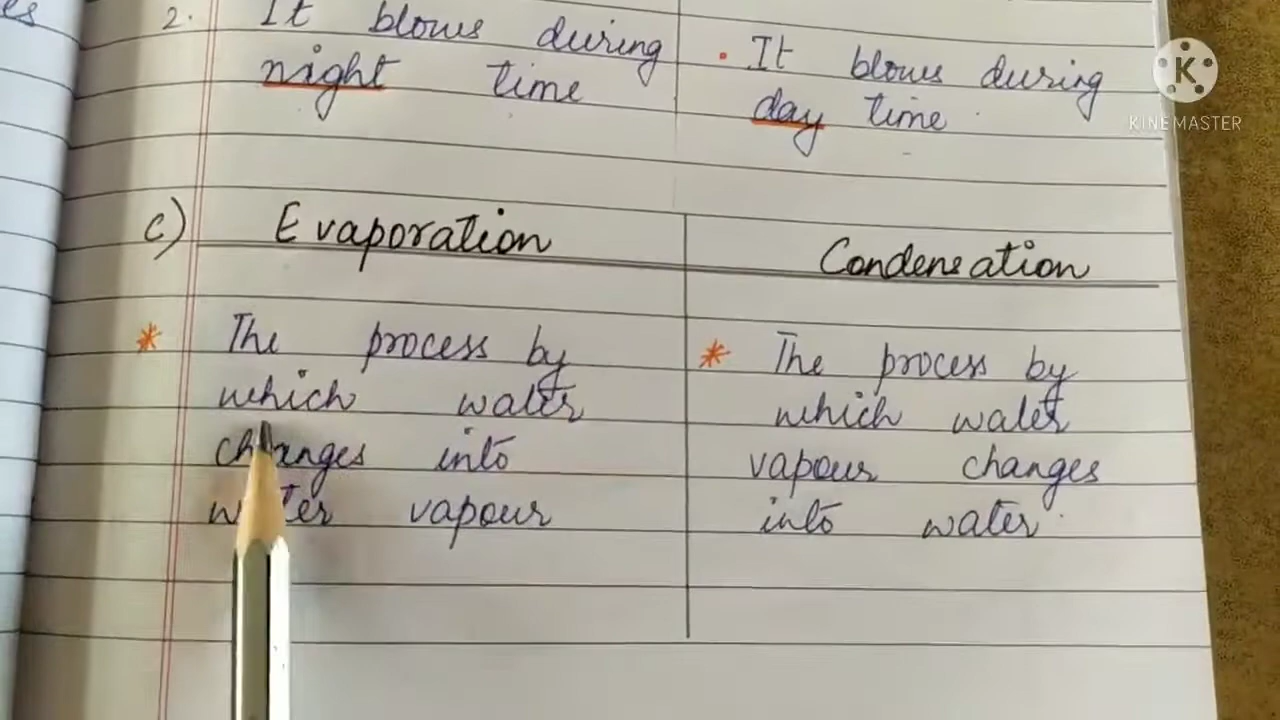 es
2. It blows during
night time
• It blows during
day time
KINEMASTER
c) Evaporation
Condensation
* The process by
which water
changes into
water vapour
* The process by
which water
vapour changes
into water